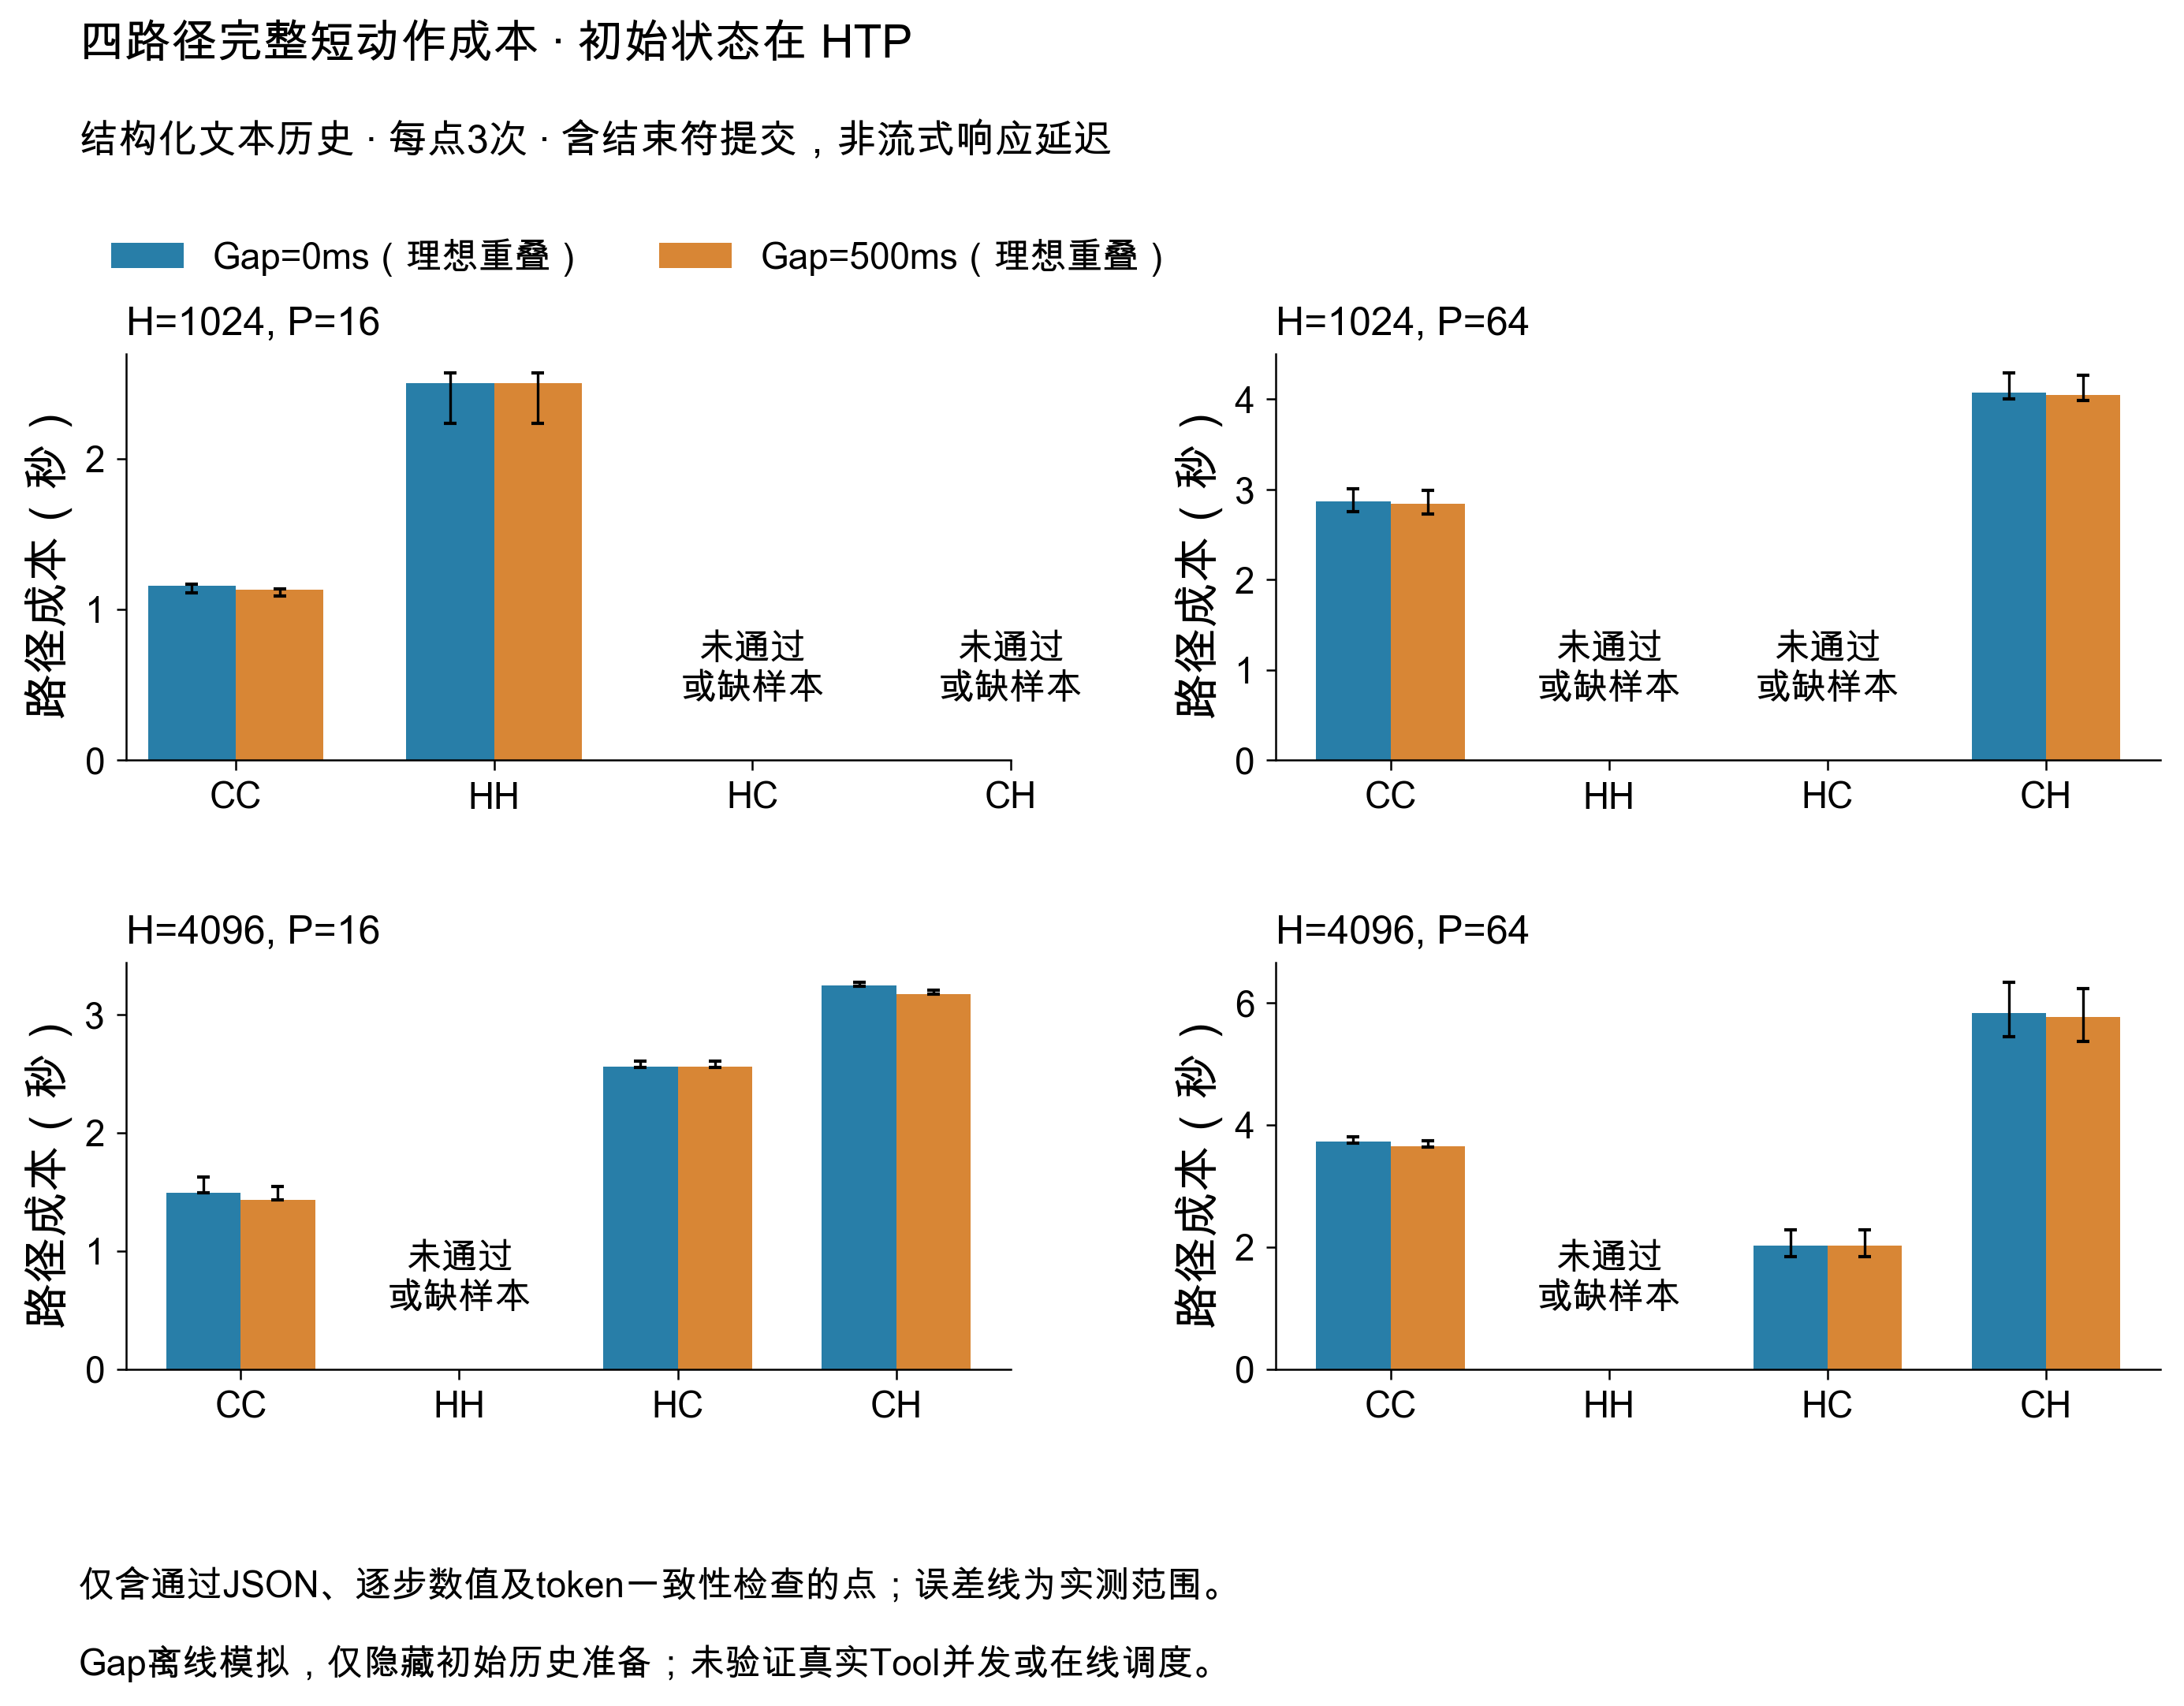 四路径完整短动作成本 · 初始状态在 HTP
结构化文本历史 · 每点3次 · 含结束符提交，非流式响应延迟
Gap=0ms（理想重叠）
Gap=500ms（理想重叠）
H=1024, P=16
路径成本（秒）
2
1
0
未通过
或缺样本
未通过
或缺样本
CC
HH
HC
CH
H=1024, P=64
路径成本（秒）
4
3
2
1
0
未通过
或缺样本
未通过
或缺样本
CC
HH
HC
CH
H=4096, P=16
路径成本（秒）
3
2
1
0
未通过
或缺样本
CC
HH
HC
CH
H=4096, P=64
路径成本（秒）
6
4
2
0
未通过
或缺样本
CC
HH
HC
CH
仅含通过JSON、逐步数值及token一致性检查的点；误差线为实测范围。
Gap离线模拟，仅隐藏初始历史准备；未验证真实Tool并发或在线调度。